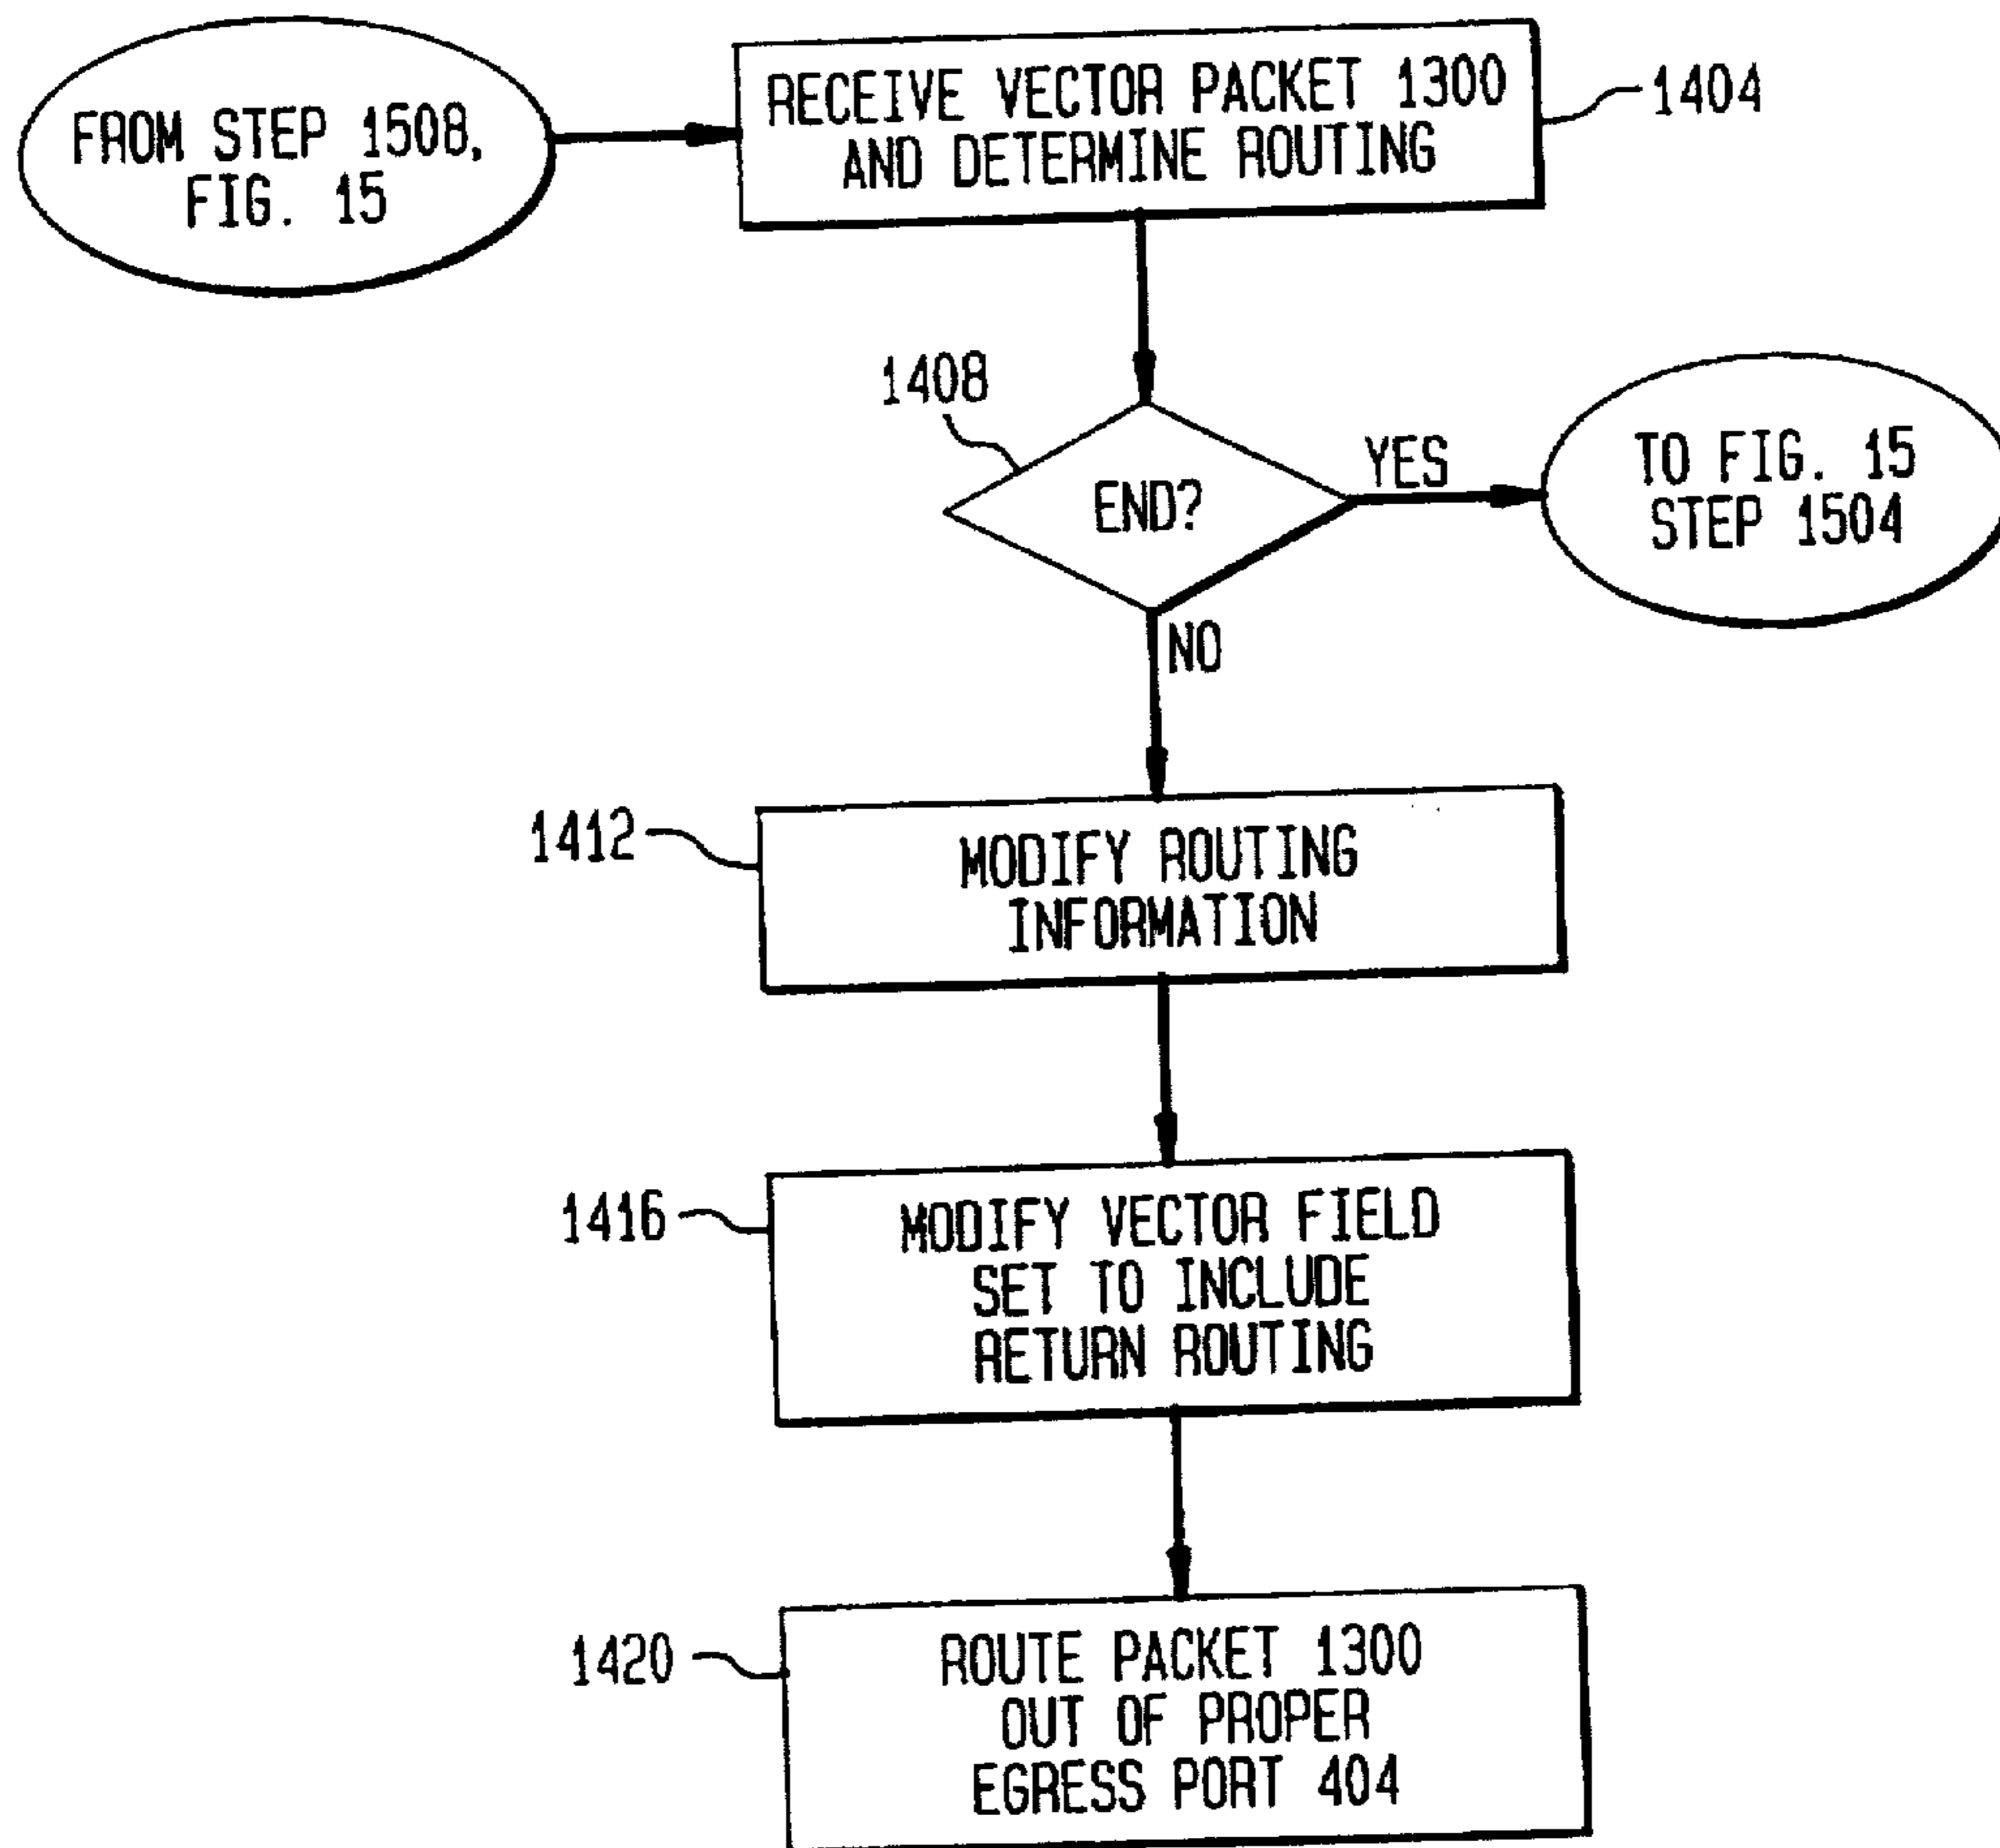 FROM STEP 1508,
FIG. 15
RECEIVE VECTOR PACKET 1300
AND DETERMINE ROUTING
1404
1408
END?
YES
TO FIG. 15
STEP 1504
NO
1412
MODIFY ROUTING
INFORMATION
1416
MODIFY VECTOR FIELD
SET TO INCLUDE
RETURN ROUTING
1420
ROUTE PACKET 1300
OUT OF PROPER
EGRESS PORT 404